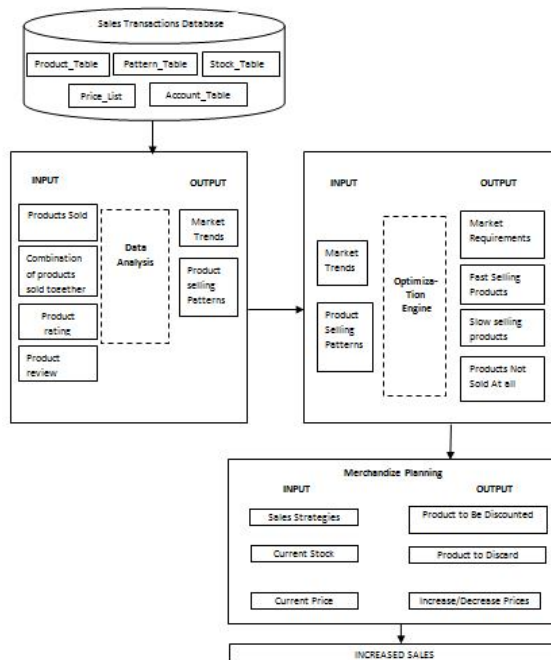 Sales Transactions Database
Product_Table
Pattern_Table
Stock_Table
Price_List
Account_Table
INPUT
OUTPUT
Products Sold
Combination
of products
sold together
Product
rating
Product
review
Data
Analysis
Market
Trends
Product
selling
Patterns
INPUT
OUTPUT
Market
Trends
Product
Selling
Patterns
Optimiza-
tion
Engine
Market
Requirements
Fast Selling
Products
Slow selling
products
Products Not
Sold At all
Merchandize Planning
INPUT
OUTPUT
Sales Strategies
Product to Be Discounted
Current Stock
Product to Discard
Current Price
Increase/Decrease Prices
INCREASED SALES